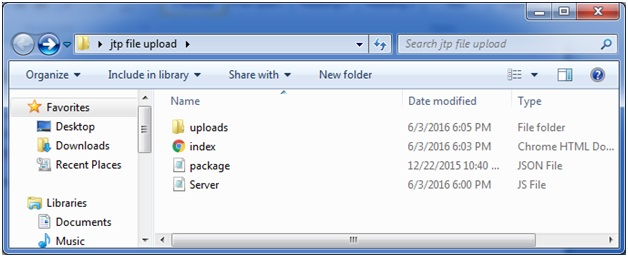 jtp file upload
Search jtp file upload
Organize Include in library Share with New folder
Favorites
Desktop
Downloads
Recent Places
Libraries
Documents
Music
Name Date modified Type
uploads 6/3/2016 6:05 PM File folder
index 6/3/2016 6:03 PM Chrome HTML Do...
package 12/22/2015 10:40 ... JSON File
Server 6/3/2016 6:00 PM JS File